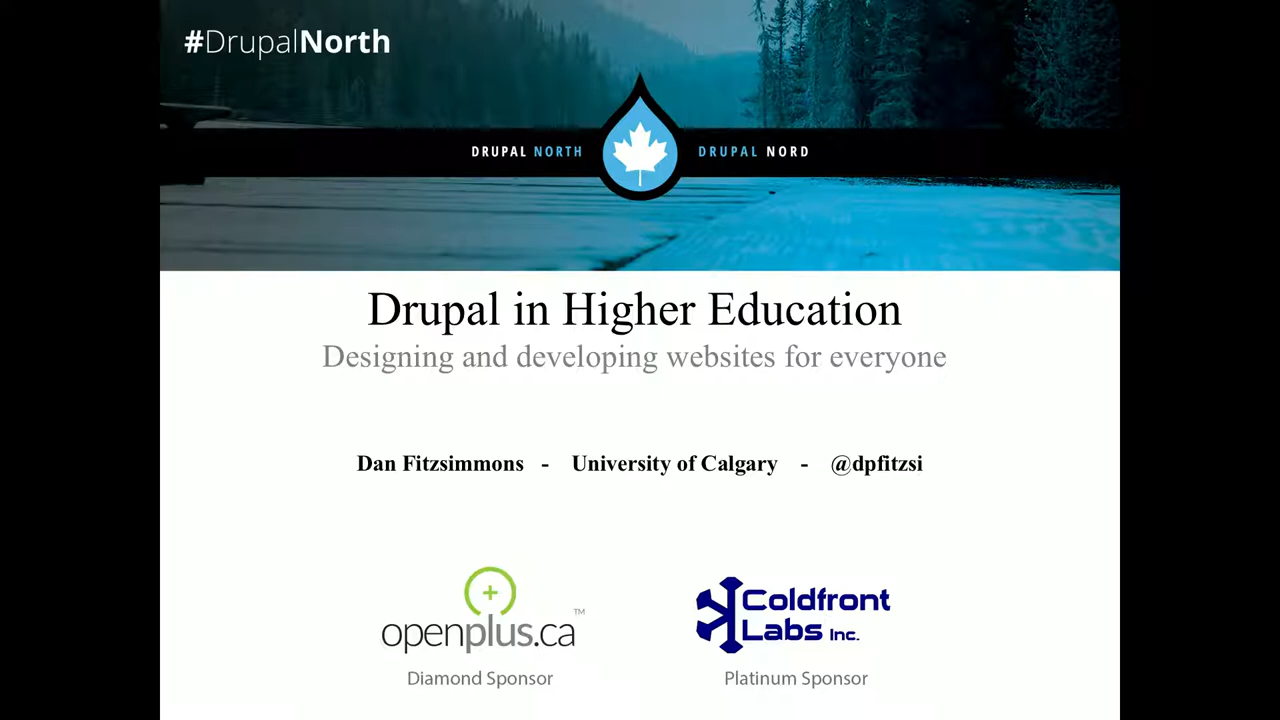 #DrupalNorth
DRUPAL NORTH DRUPAL NORD
Drupal in Higher Education
Designing and developing websites for everyone
Dan Fitzsimmons - University of Calgary - @dpfitzsi
openplus.ca™
Diamond Sponsor
Coldfront
Labs Inc.
Platinum Sponsor